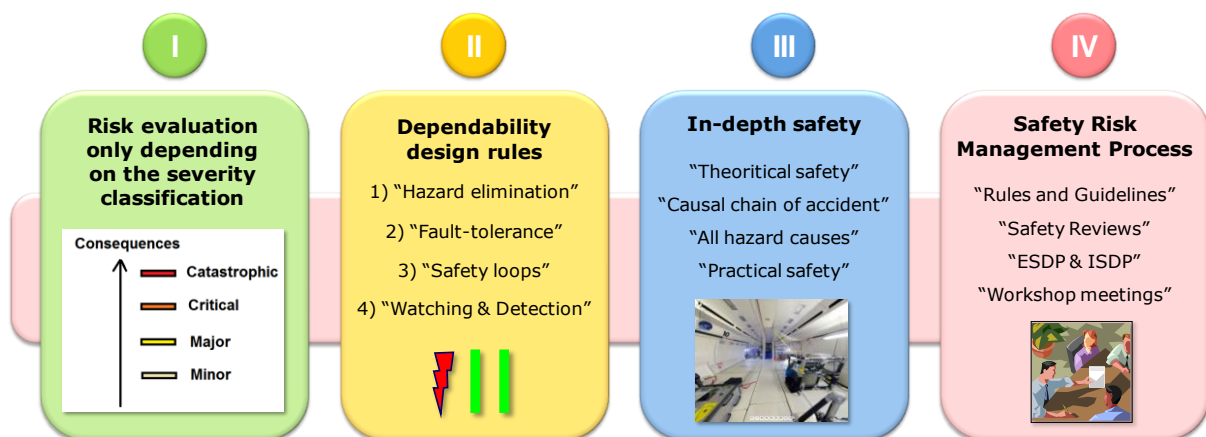 I
Risk evaluation
only depending
on the severity
classification
Consequences
Catastrophic
Critical
Major
Minor
II
Dependability
design rules
1) “Hazard elimination”
2) “Fault-tolerance”
3) “Safety loops”
4) “Watching & Detection”
III
In-depth safety
“Theoritical safety”
“Causal chain of accident”
“All hazard causes”
“Practical safety”
IV
Safety Risk
Management Process
“Rules and Guidelines”
“Safety Reviews”
“ESDP & ISDP”
“Workshop meetings”